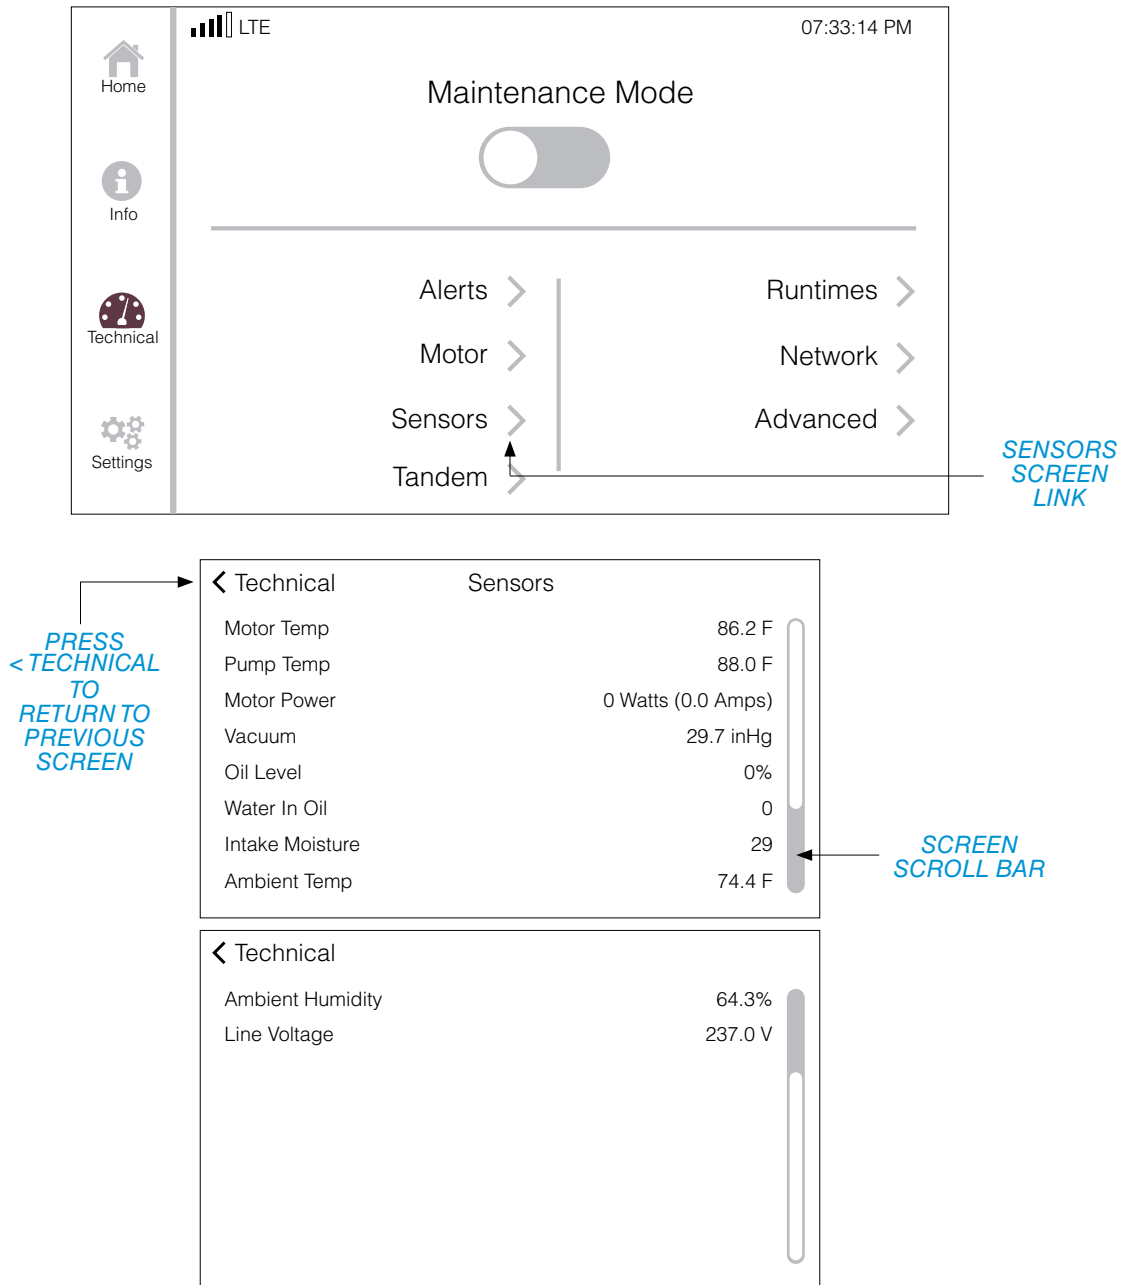 LTE
07:33:14 PM
Home
Maintenance Mode
Info
Alerts
Runtimes
Technical
Motor
Network
Sensors
Advanced
Settings
Tandem
SENSORS
SCREEN
LINK
Technical
Sensors
PRESS
< TECHNICAL
TO
RETURN TO
PREVIOUS
SCREEN
Motor Temp 86.2 F
Pump Temp 88.0 F
Motor Power 0 Watts (0.0 Amps)
Vacuum 29.7 inHg
Oil Level 0%
Water In Oil 0
Intake Moisture 29
Ambient Temp 74.4 F
SCREEN
SCROLL BAR
Technical
Ambient Humidity 64.3%
Line Voltage 237.0 V